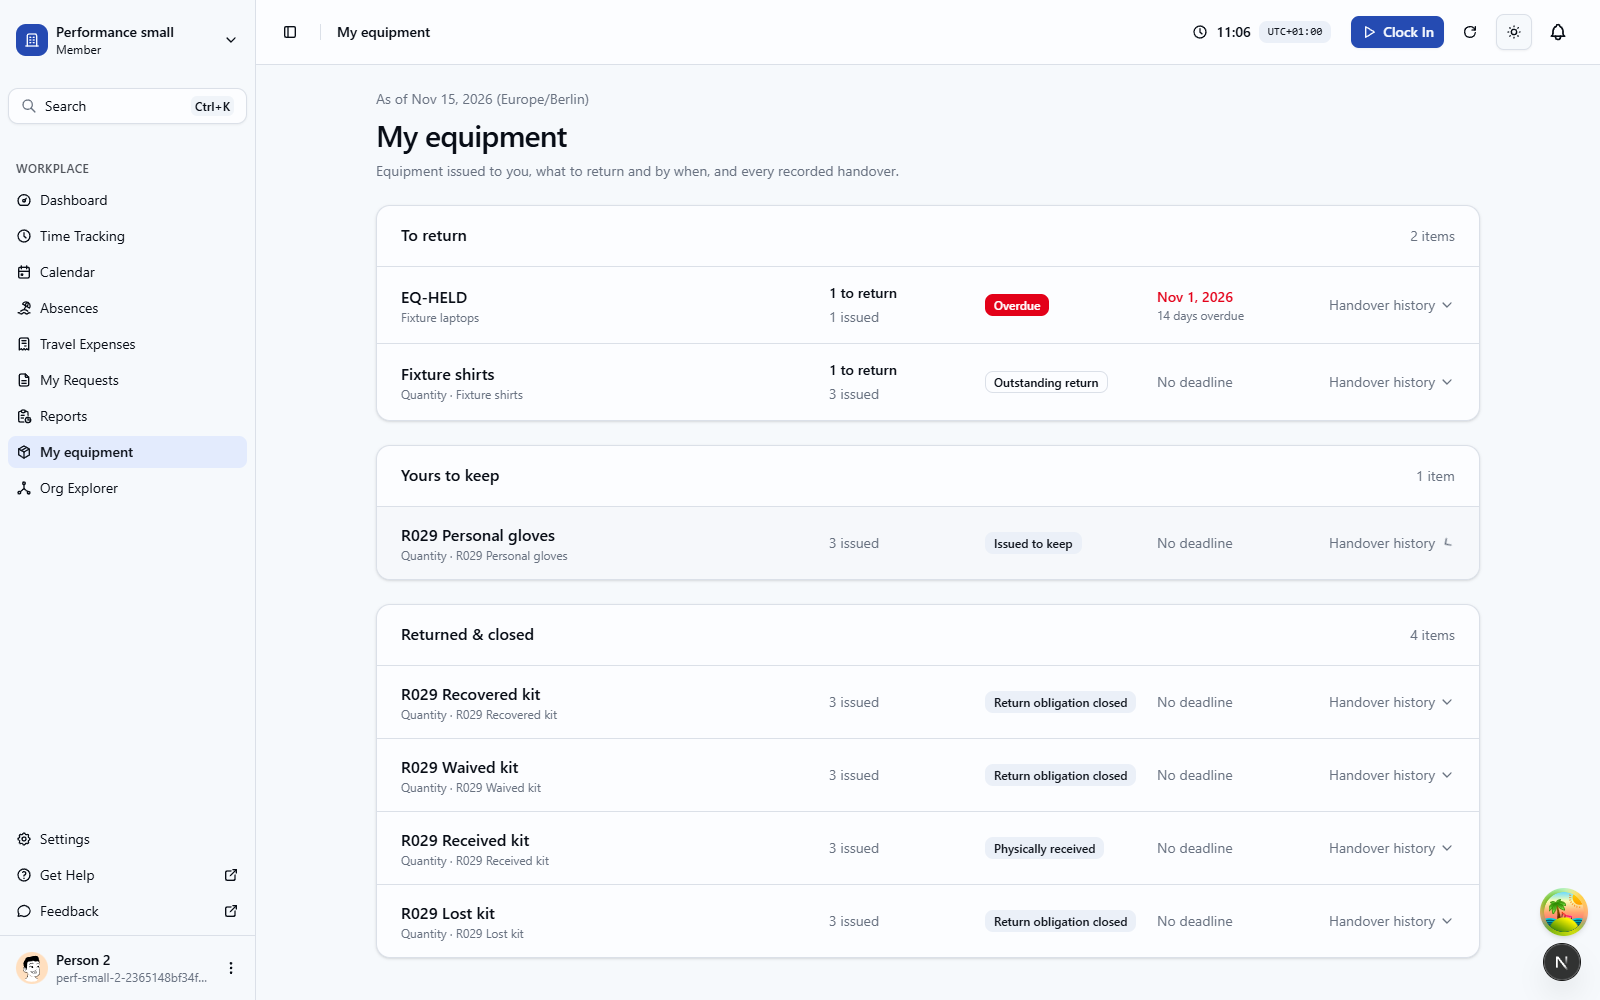 Performance small
Member
Search
Ctrl+K
WORKPLACE
Dashboard
Time Tracking
Calendar
Absences
Travel Expenses
My Requests
Reports
My equipment
Org Explorer
Settings
Get Help
Feedback
Person 2
perf-small-2-2365148bf34f...
My equipment
11:06
UTC+01:00
Clock In
As of Nov 15, 2026 (Europe/Berlin)
My equipment
Equipment issued to you, what to return and by when, and every recorded handover.
To return
2 items
EQ-HELD
Fixture laptops
1 to return
1 issued
Overdue
Nov 1, 2026
14 days overdue
Handover history
Fixture shirts
Quantity · Fixture shirts
1 to return
3 issued
Outstanding return
No deadline
Handover history
Yours to keep
1 item
R029 Personal gloves
Quantity · R029 Personal gloves
3 issued
Issued to keep
No deadline
Handover history
Returned & closed
4 items
R029 Recovered kit
Quantity · R029 Recovered kit
3 issued
Return obligation closed
No deadline
Handover history
R029 Waived kit
Quantity · R029 Waived kit
3 issued
Return obligation closed
No deadline
Handover history
R029 Received kit
Quantity · R029 Received kit
3 issued
Physically received
No deadline
Handover history
R029 Lost kit
Quantity · R029 Lost kit
3 issued
Return obligation closed
No deadline
Handover history
N